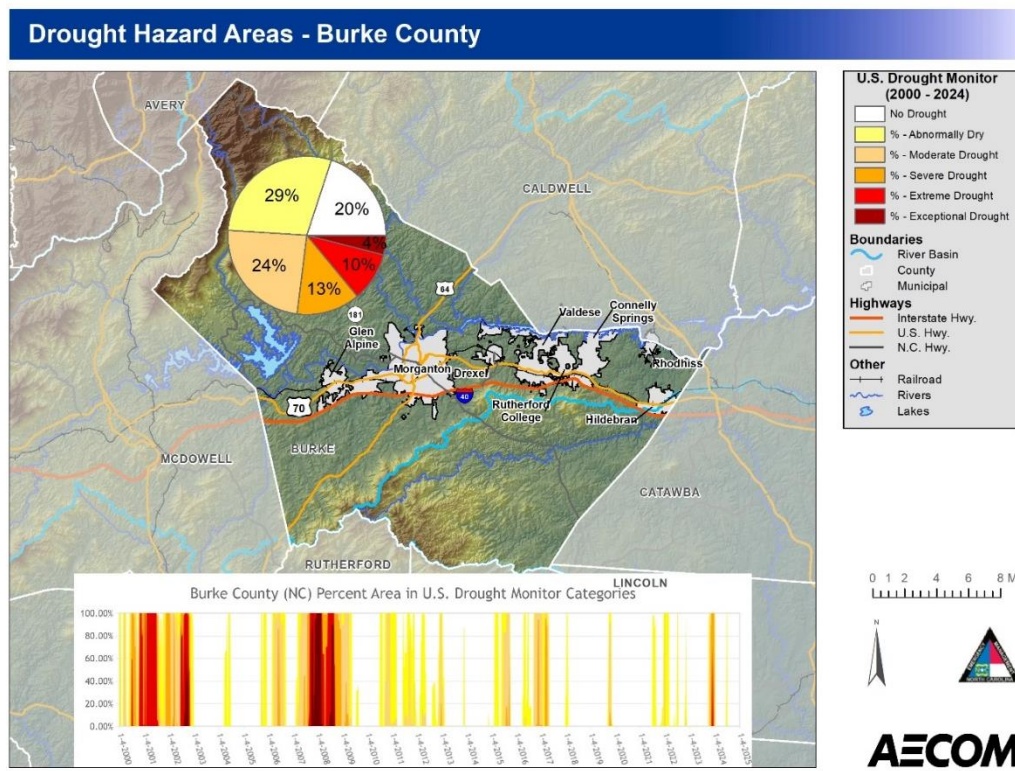 Drought Hazard Areas - Burke County
AVERY
CALDWELL
29%
20%
4%
24%
10%
13%
64
181
Glen
Alpine
Valdese
Connelly
Springs
Morganton
Drexel
Rhodhiss
70
40
Rutherford
College
Hildebran
BURKE
MCDOWELL
CATAWBA
RUTHERFORD
LINCOLN
Burke County (NC) Percent Area in U.S. Drought Monitor Categories
100.00%
80.00%
60.00%
40.00%
20.00%
0.00%
1-4-2000
1-4-2001
1-4-2002
1-4-2003
1-4-2004
1-4-2005
1-4-2006
1-4-2007
1-4-2008
1-4-2009
1-4-2010
1-4-2011
1-4-2012
1-4-2013
1-4-2014
1-4-2015
1-4-2016
1-4-2017
1-4-2018
1-4-2019
1-4-2020
1-4-2021
1-4-2022
1-4-2023
1-4-2024
1-4-2025
U.S. Drought Monitor
(2000 - 2024)
No Drought
% - Abnormally Dry
% - Moderate Drought
% - Severe Drought
% - Extreme Drought
% - Exceptional Drought
Boundaries
River Basin
County
Municipal
Highways
Interstate Hwy.
U.S. Hwy.
N.C. Hwy.
Other
Railroad
Rivers
Lakes
0 1 2 4 6 8 M
N
EMERGENCY
MANAGEMENT
NORTH CAROLINA
AECOM